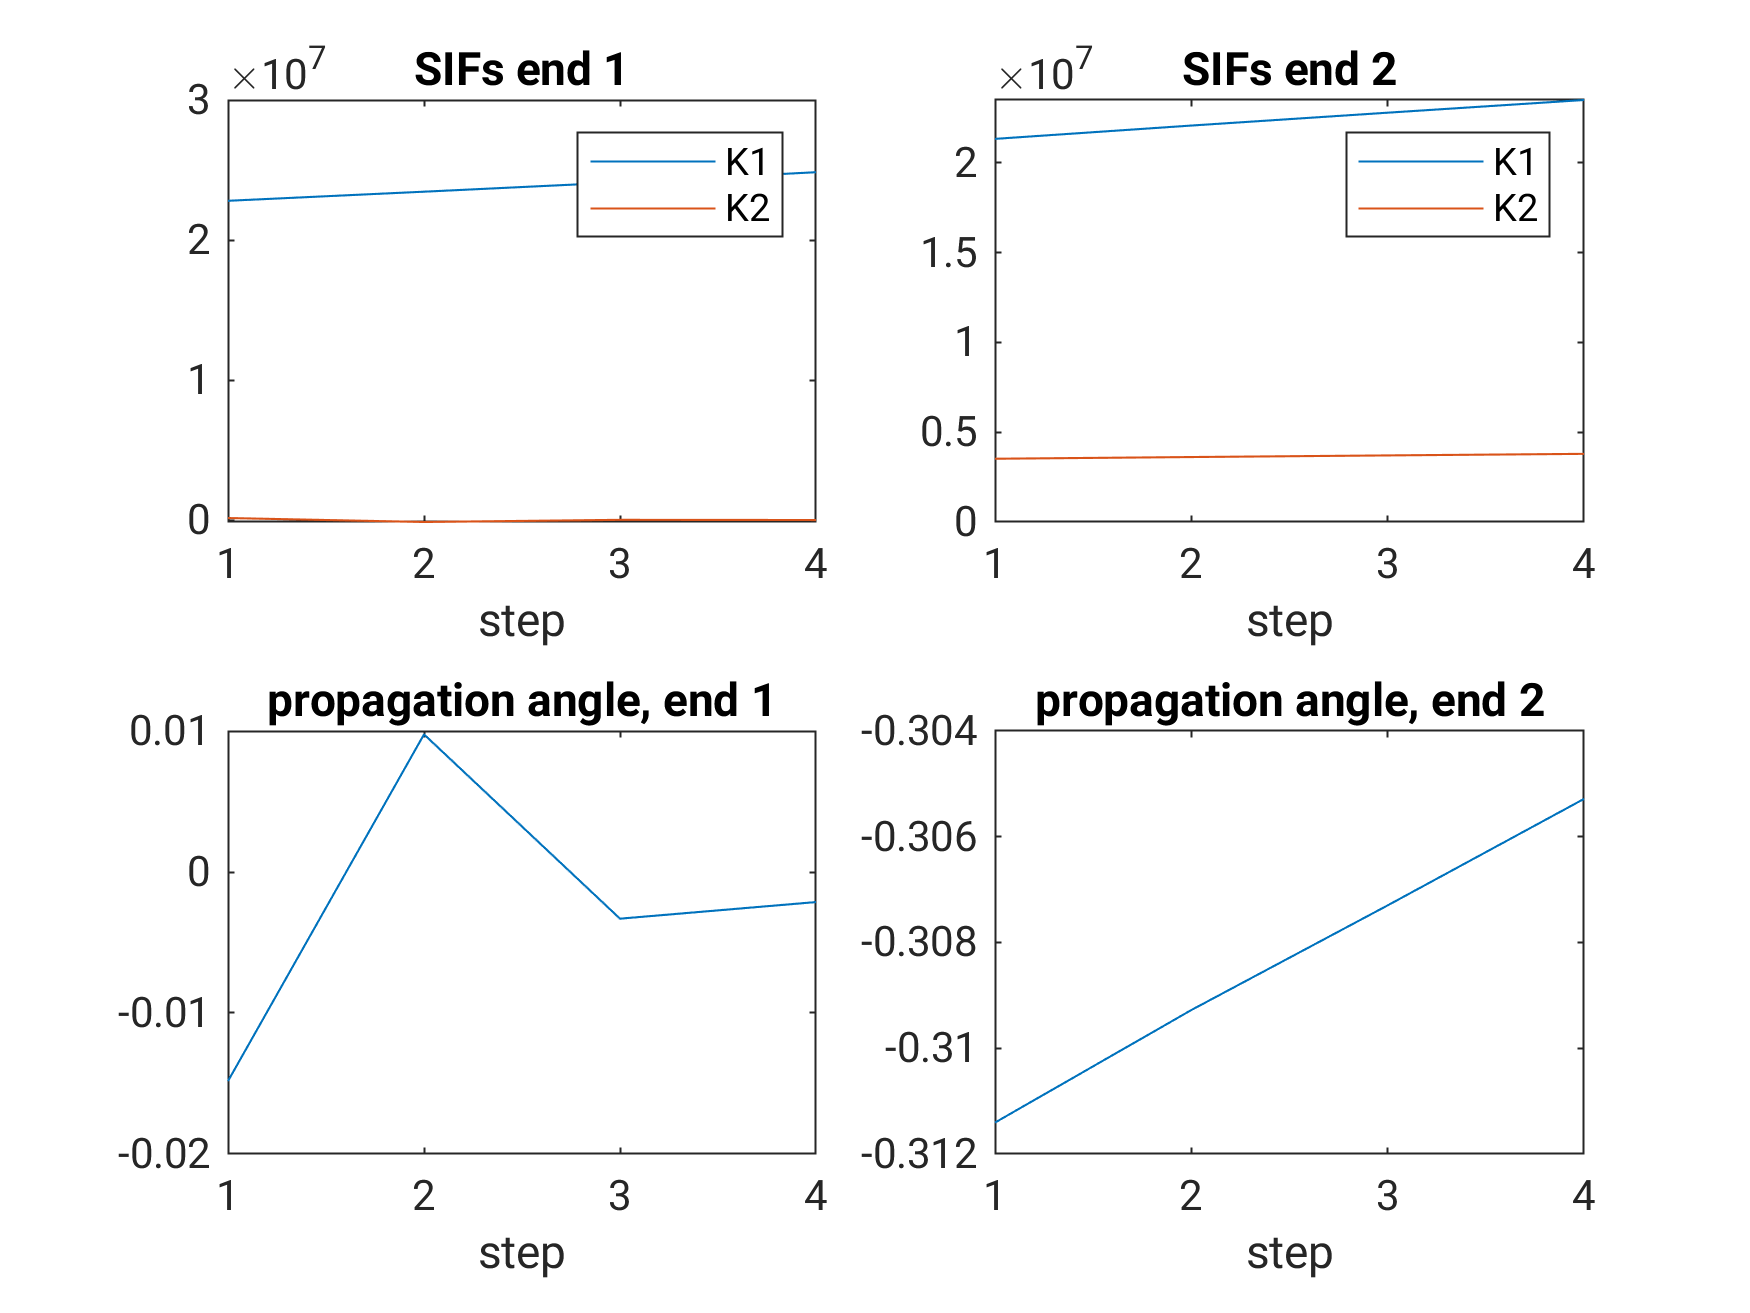 ×10^7
SIFs end 1
3
2
1
0
K1
K2
1 2 3 4
step
×10^7
SIFs end 2
2
1.5
1
0.5
0
K1
K2
1 2 3 4
step
propagation angle, end 1
0.01
0
-0.01
-0.02
1 2 3 4
step
propagation angle, end 2
-0.304
-0.306
-0.308
-0.31
-0.312
1 2 3 4
step